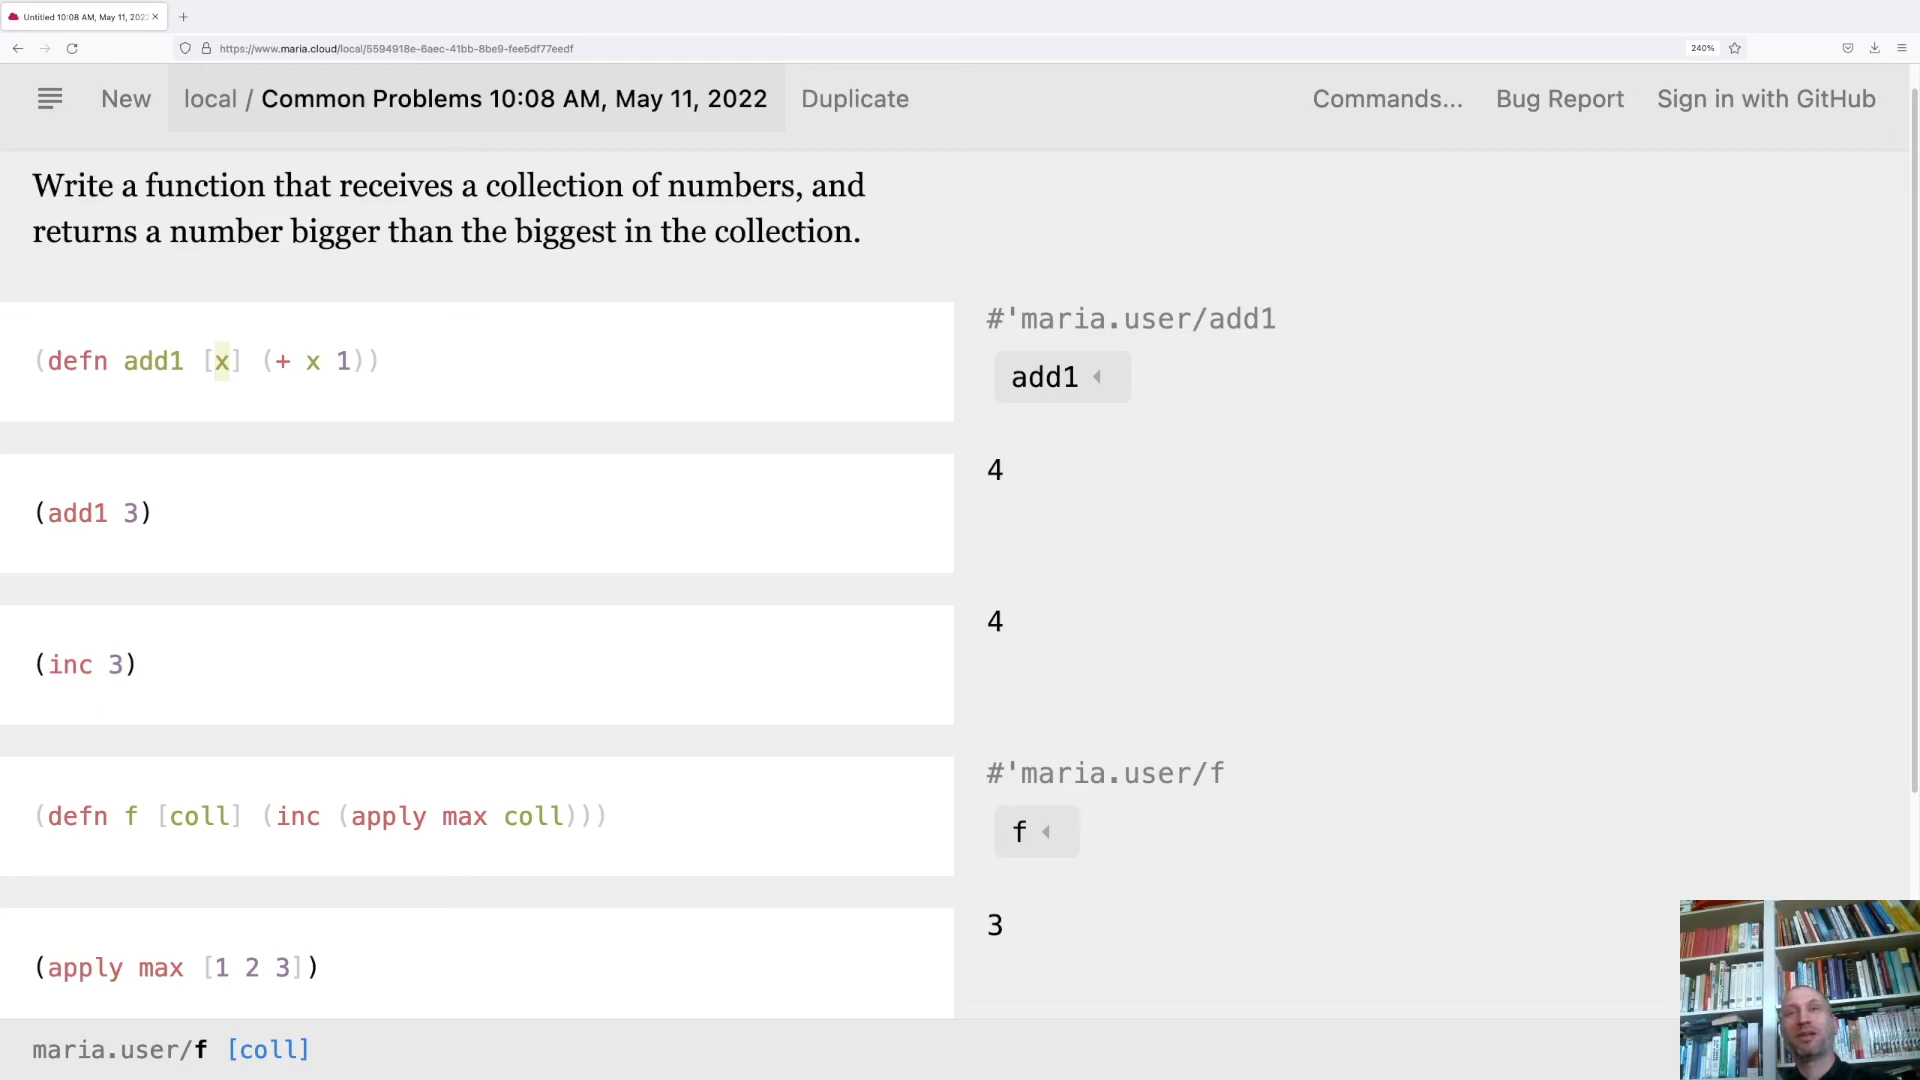 Untitled 10:08 AM, May 11, 202
https://www.maria.cloud/local/5594918e-6aec-41bb-8be9-fee5df77eedf
240%
New
local / Common Problems 10:08 AM, May 11, 2022
Duplicate
Commands...
Bug Report
Sign in with GitHub
Write a function that receives a collection of numbers, and
returns a number bigger than the biggest in the collection.
(defn add1 [x] (+ x 1))
#'maria.user/add1
add1
(add1 3)
4
(inc 3)
4
(defn f [coll] (inc (apply max coll)))
#'maria.user/f
f
(apply max [1 2 3])
3
maria.user/f [coll]